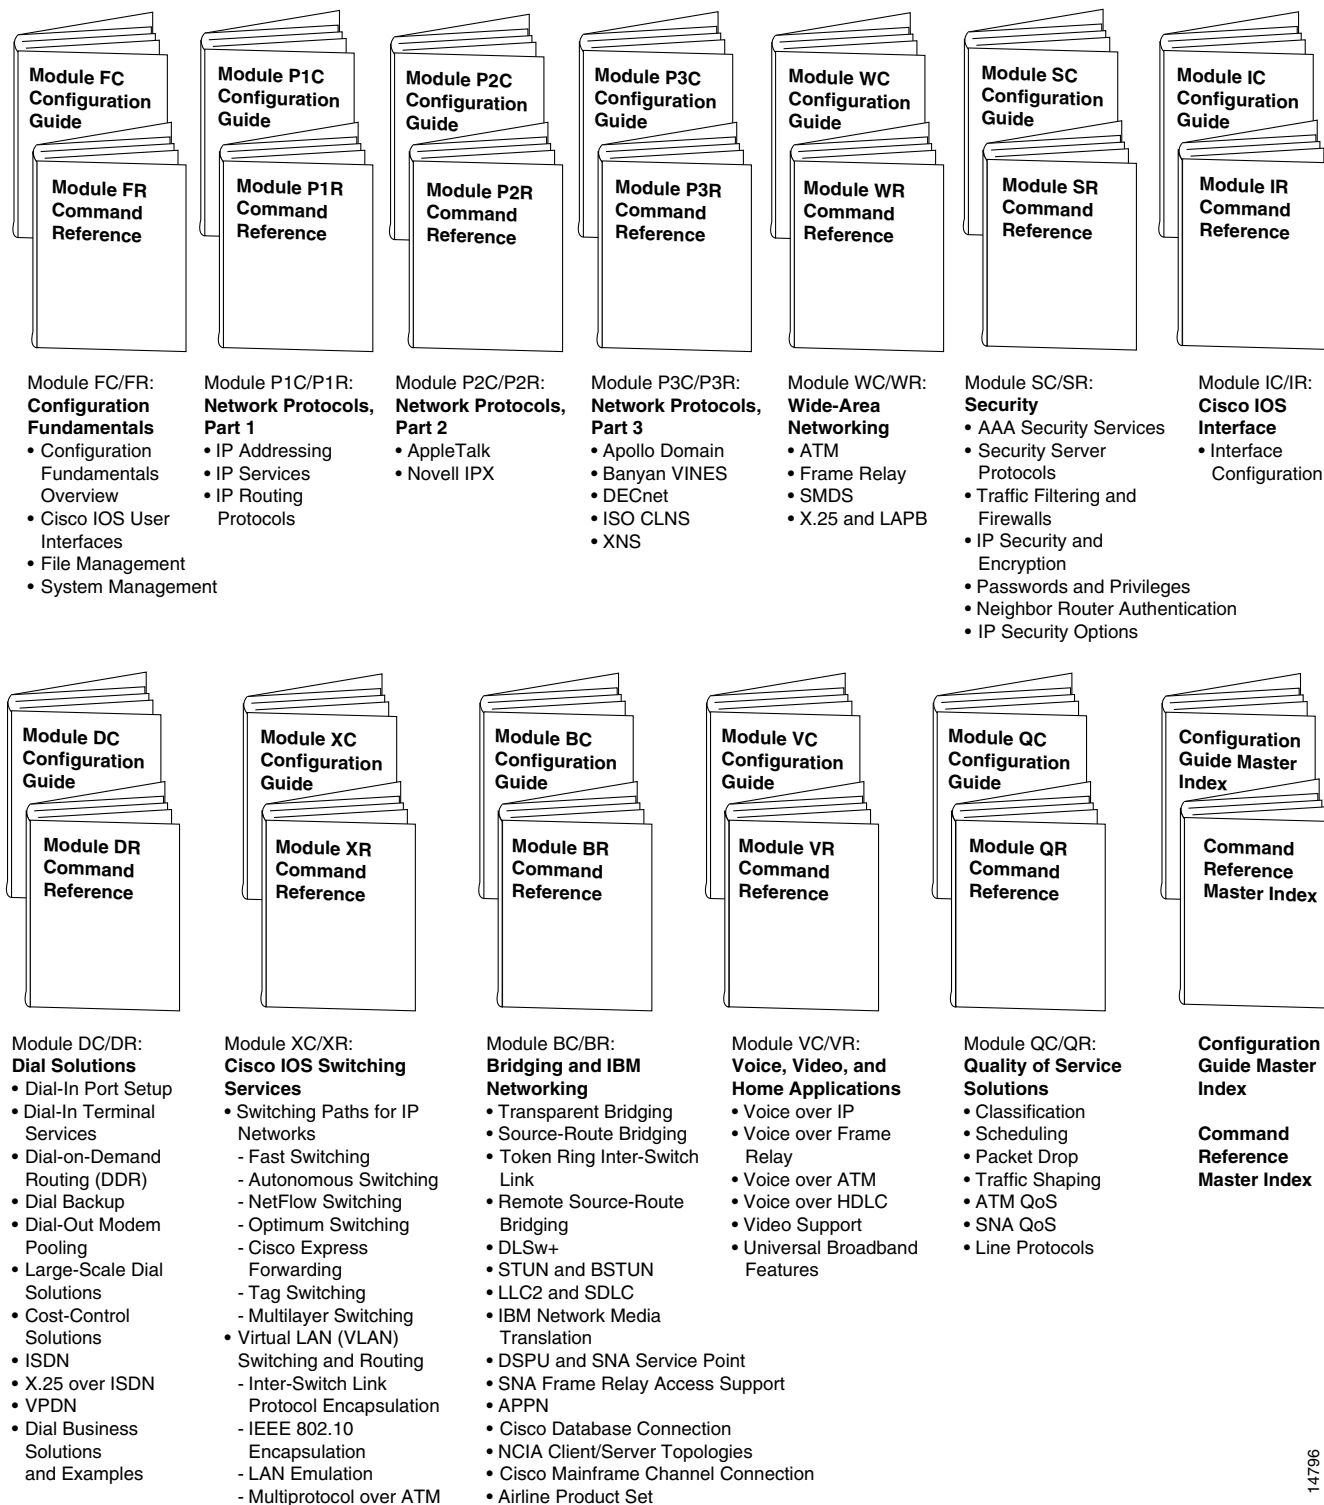 Module FC
Configuration
Guide
Module FR
Command
Reference
Module P1C
Configuration
Guide
Module P1R
Command
Reference
Module P2C
Configuration
Guide
Module P2R
Command
Reference
Module P3C
Configuration
Guide
Module P3R
Command
Reference
Module WC
Configuration
Guide
Module WR
Command
Reference
Module SC
Configuration
Guide
Module SR
Command
Reference
Module IC
Configuration
Guide
Module IR
Command
Reference
Module FC/FR:
Configuration
Fundamentals
• Configuration
Fundamentals
Overview
• Cisco IOS User
Interfaces
• File Management
• System Management
Module P1C/P1R:
Network Protocols,
Part 1
• IP Addressing
• IP Services
• IP Routing
Protocols
Module P2C/P2R:
Network Protocols,
Part 2
• AppleTalk
• Novell IPX
Module P3C/P3R:
Network Protocols,
Part 3
• Apollo Domain
• Banyan VINES
• DECnet
• ISO CLNS
• XNS
Module WC/WR:
Wide-Area
Networking
• ATM
• Frame Relay
• SMDS
• X.25 and LAPB
Module SC/SR:
Security
• AAA Security Services
• Security Server
Protocols
• Traffic Filtering and
Firewalls
• IP Security and
Encryption
• Passwords and Privileges
• Neighbor Router Authentication
• IP Security Options
Module IC/IR:
Cisco IOS
Interface
• Interface
Configuration
Module DC
Configuration
Guide
Module DR
Command
Reference
Module XC
Configuration
Guide
Module XR
Command
Reference
Module BC
Configuration
Guide
Module BR
Command
Reference
Module VC
Configuration
Guide
Module VR
Command
Reference
Module QC
Configuration
Guide
Module QR
Command
Reference
Configuration
Guide Master
Index
Command
Reference
Master Index
Module DC/DR:
Dial Solutions
• Dial-In Port Setup
• Dial-In Terminal
Services
• Dial-on-Demand
Routing (DDR)
• Dial Backup
• Dial-Out Modem
Pooling
• Large-Scale Dial
Solutions
• Cost-Control
Solutions
• ISDN
• X.25 over ISDN
• VPDN
• Dial Business
Solutions
and Examples
Module XC/XR:
Cisco IOS Switching
Services
• Switching Paths for IP
Networks
- Fast Switching
- Autonomous Switching
- NetFlow Switching
- Optimum Switching
- Cisco Express
Forwarding
- Tag Switching
- Multilayer Switching
• Virtual LAN (VLAN)
Switching and Routing
- Inter-Switch Link
Protocol Encapsulation
- IEEE 802.10
Encapsulation
- LAN Emulation
- Multiprotocol over ATM
Module BC/BR:
Bridging and IBM
Networking
• Transparent Bridging
• Source-Route Bridging
• Token Ring Inter-Switch
Link
• Remote Source-Route
Bridging
• DLSw+
• STUN and BSTUN
• LLC2 and SDLC
• IBM Network Media
Translation
• DSPU and SNA Service Point
• SNA Frame Relay Access Support
• APPN
• Cisco Database Connection
• NCIA Client/Server Topologies
• Cisco Mainframe Channel Connection
• Airline Product Set
Module VC/VR:
Voice, Video, and
Home Applications
• Voice over IP
• Voice over Frame
Relay
• Voice over ATM
• Voice over HDLC
• Video Support
• Universal Broadband
Features
Module QC/QR:
Quality of Service
Solutions
• Classification
• Scheduling
• Packet Drop
• Traffic Shaping
• ATM QoS
• SNA QoS
• Line Protocols
Configuration
Guide Master
Index
Command
Reference
Master Index
14796